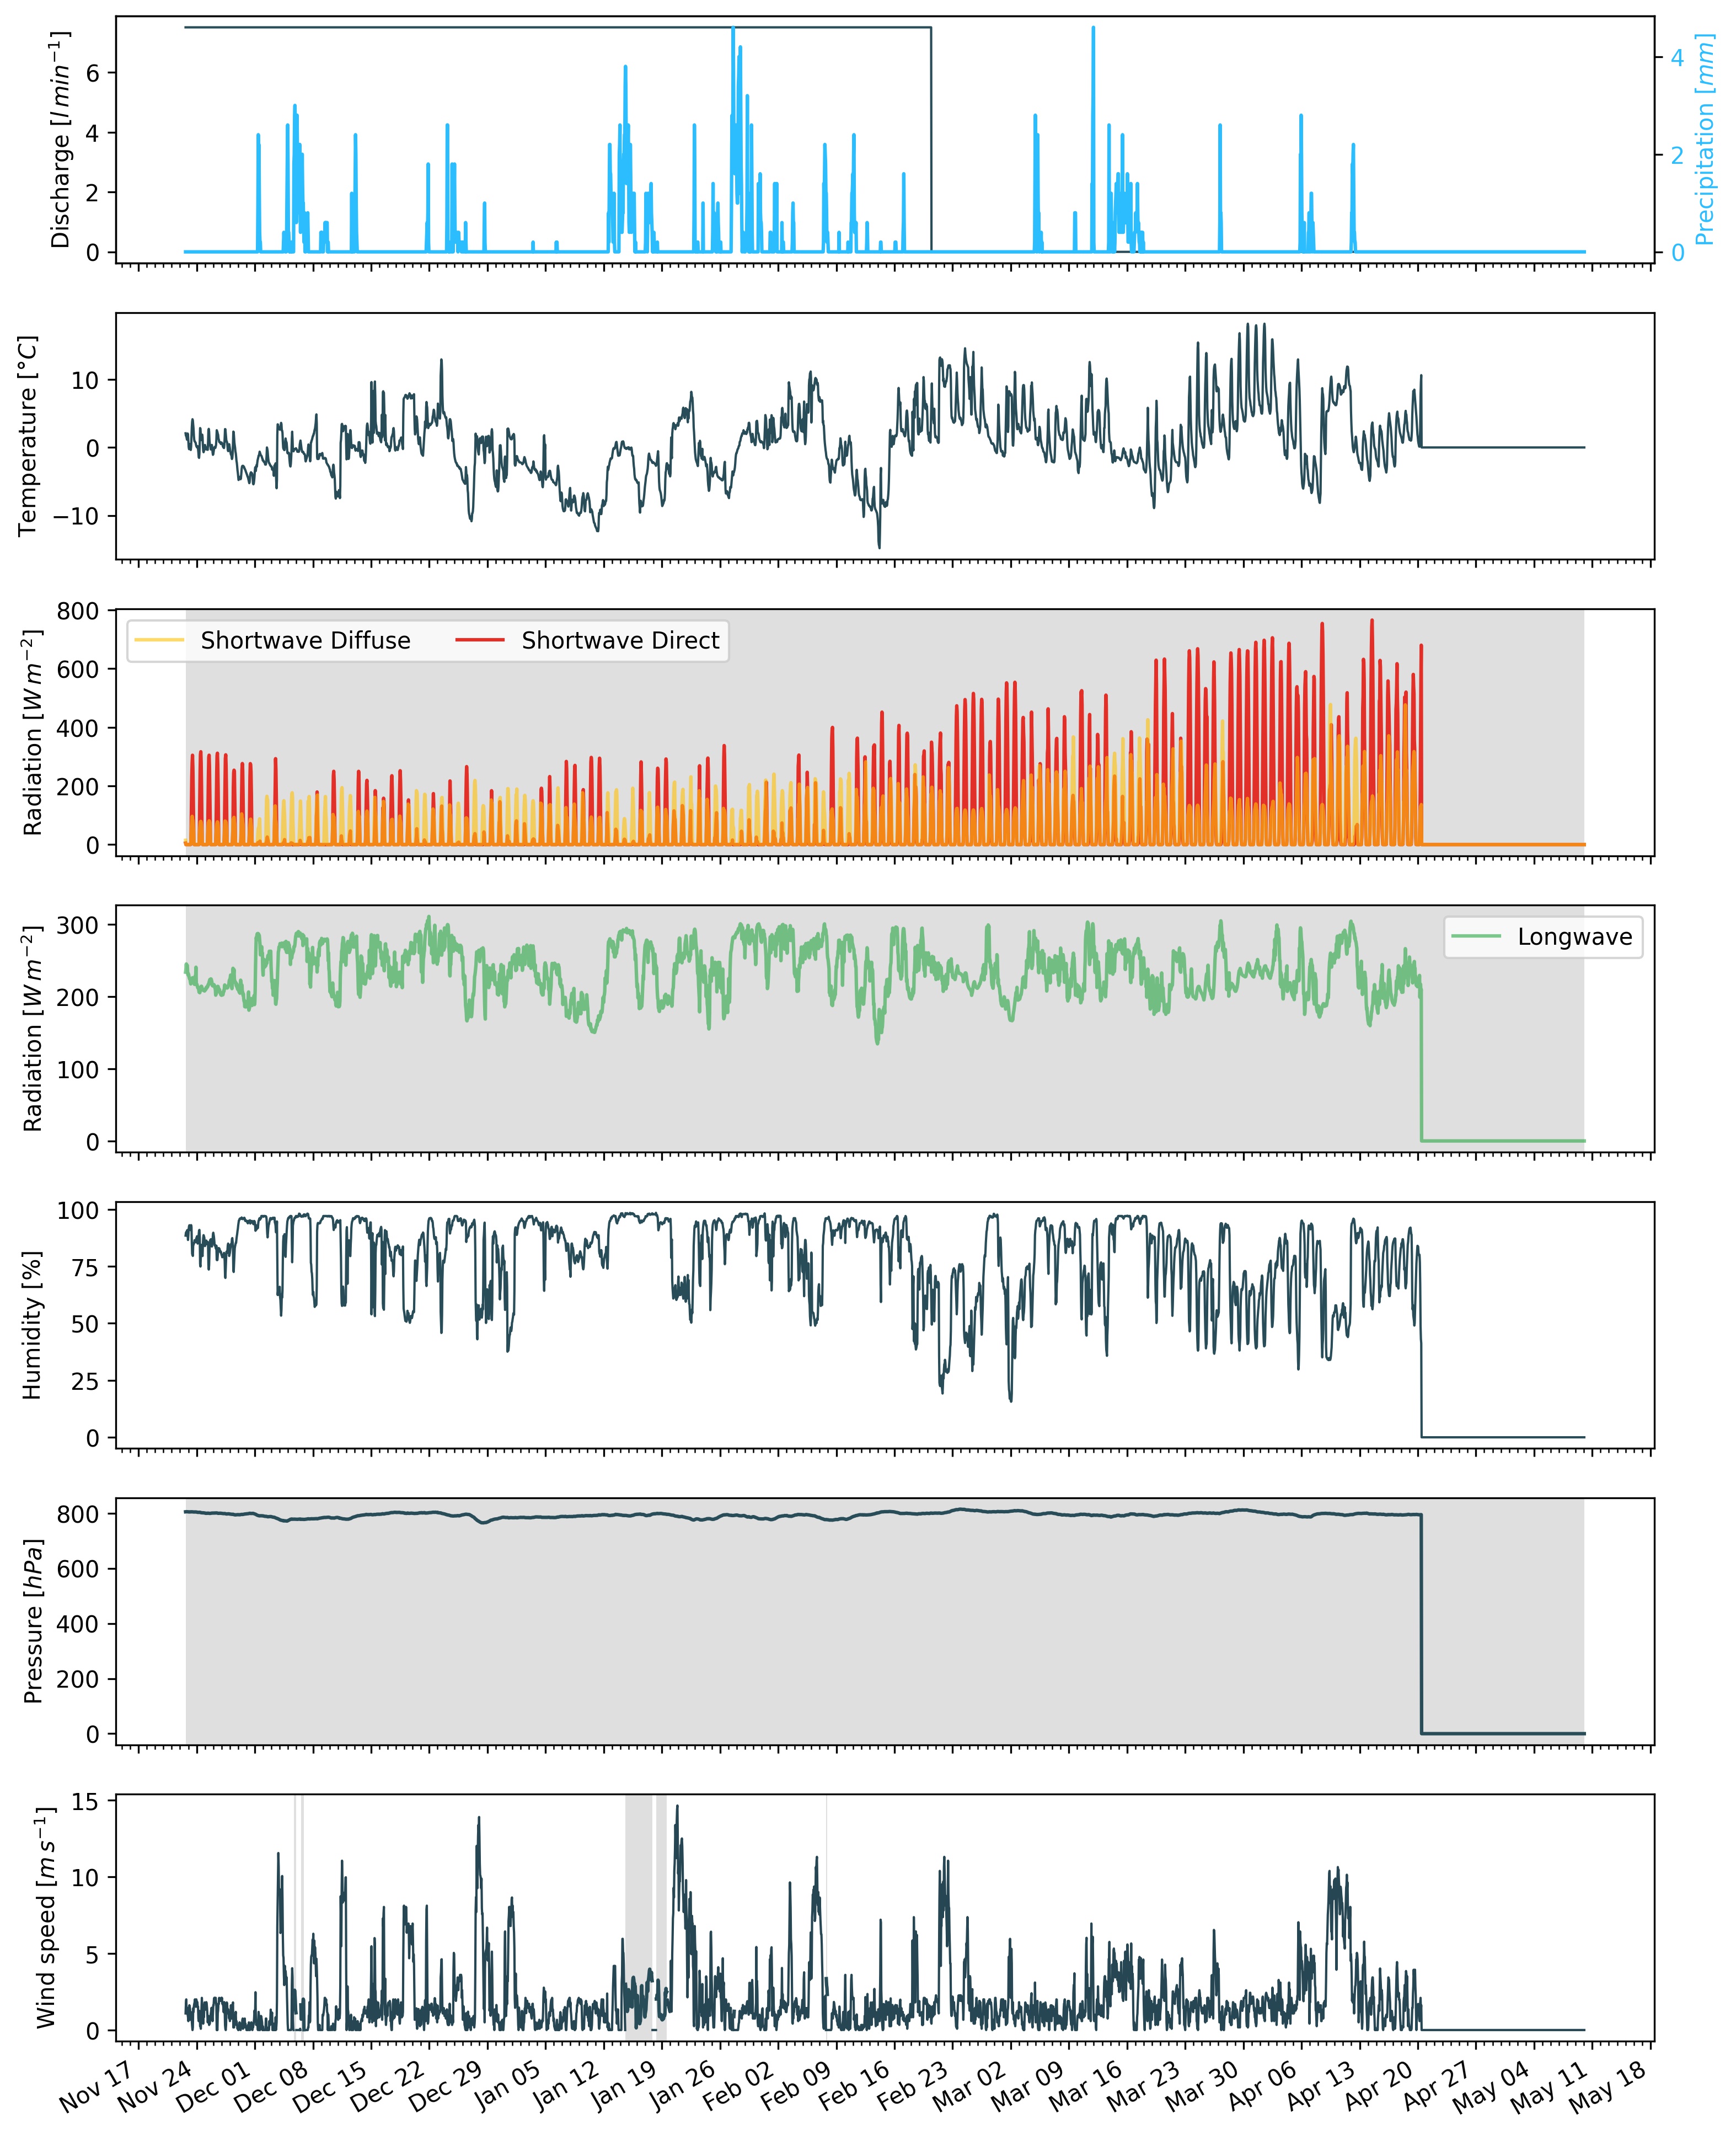 Discharge [l min⁻¹]
6
4
2
0
Precipitation [mm]
4
2
0
Temperature [°C]
10
0
−10
Radiation [W m⁻²]
800
600
400
200
0
Shortwave Diffuse
Shortwave Direct
Radiation [W m⁻²]
300
200
100
0
Longwave
Humidity [%]
100
75
50
25
0
Pressure [hPa]
800
600
400
200
0
Wind speed [m s⁻¹]
15
10
5
0
Nov 17
Nov 24
Dec 01
Dec 08
Dec 15
Dec 22
Dec 29
Jan 05
Jan 12
Jan 19
Jan 26
Feb 02
Feb 09
Feb 16
Feb 23
Mar 02
Mar 09
Mar 16
Mar 23
Mar 30
Apr 06
Apr 13
Apr 20
Apr 27
May 04
May 11
May 18